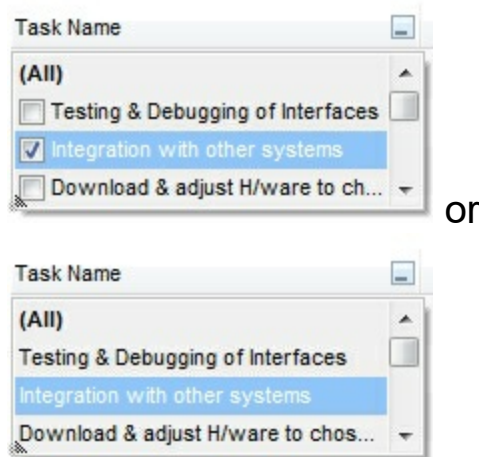 Task Name
(All)
Testing & Debugging of Interfaces
Integration with other systems
Download & adjust H/ware to ch...
or
Task Name
(All)
Testing & Debugging of Interfaces
Integration with other systems
Download & adjust H/ware to chos...